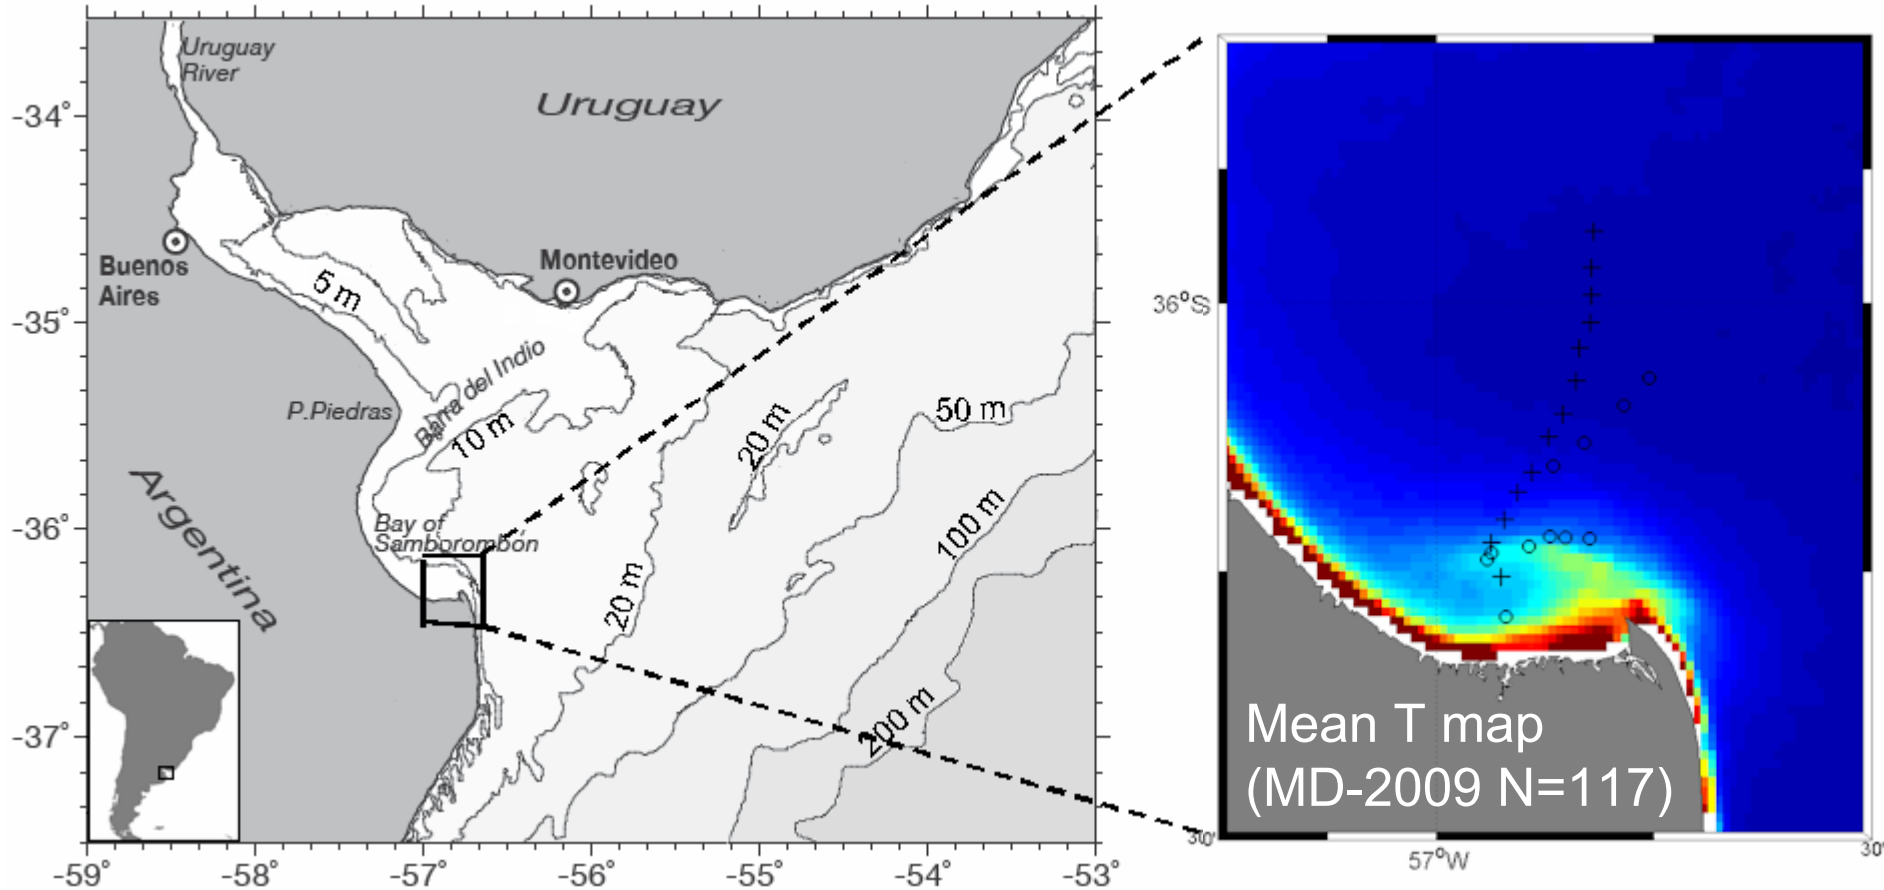 Uruguay
River
Uruguay
-34°
Buenos
Aires
5 m
Montevideo
-35°
Barra del Indio
P.Piedras
10 m
20 m
50 m
Argentina
100 m
-36°
Bay of
Samborombón
20 m
200 m
-37°
-59°
-58°
-57°
-56°
-55°
-54°
-53°
36°S
Mean T map
(MD-2009 N=117)
57°W